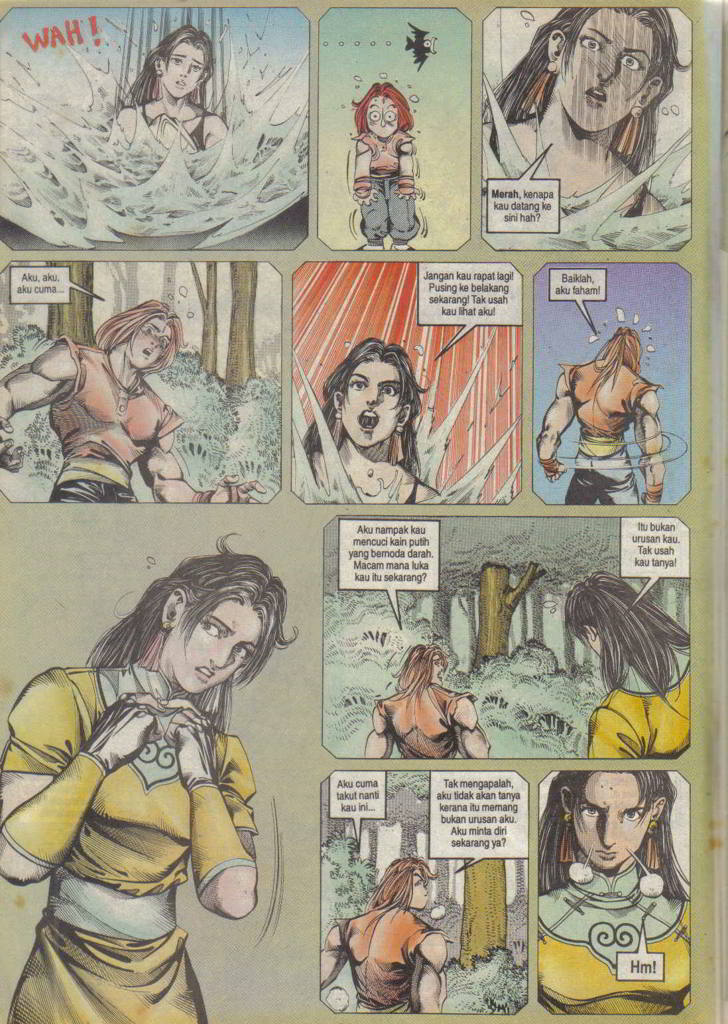 WAH!
Merah, kenapa
kau datang ke
sini hah?
Aku, aku,
aku cuma...
Jangan kau rapat lagi!
Pusing ke belakang
sekarang! Tak usah
kau lihat aku!
Baiklah,
aku faham!
Aku nampak kau
mencuci kain putih
yang bernoda darah.
Macam mana luka
kau itu sekarang?
Itu bukan
urusan kau.
Tak usah
kau tanya!
Aku cuma
takut nanti
kau ini...
Tak mengapalah,
aku tidak akan tanya
kerana itu memang
bukan urusan aku.
Aku minta diri
sekarang ya?
Hm!